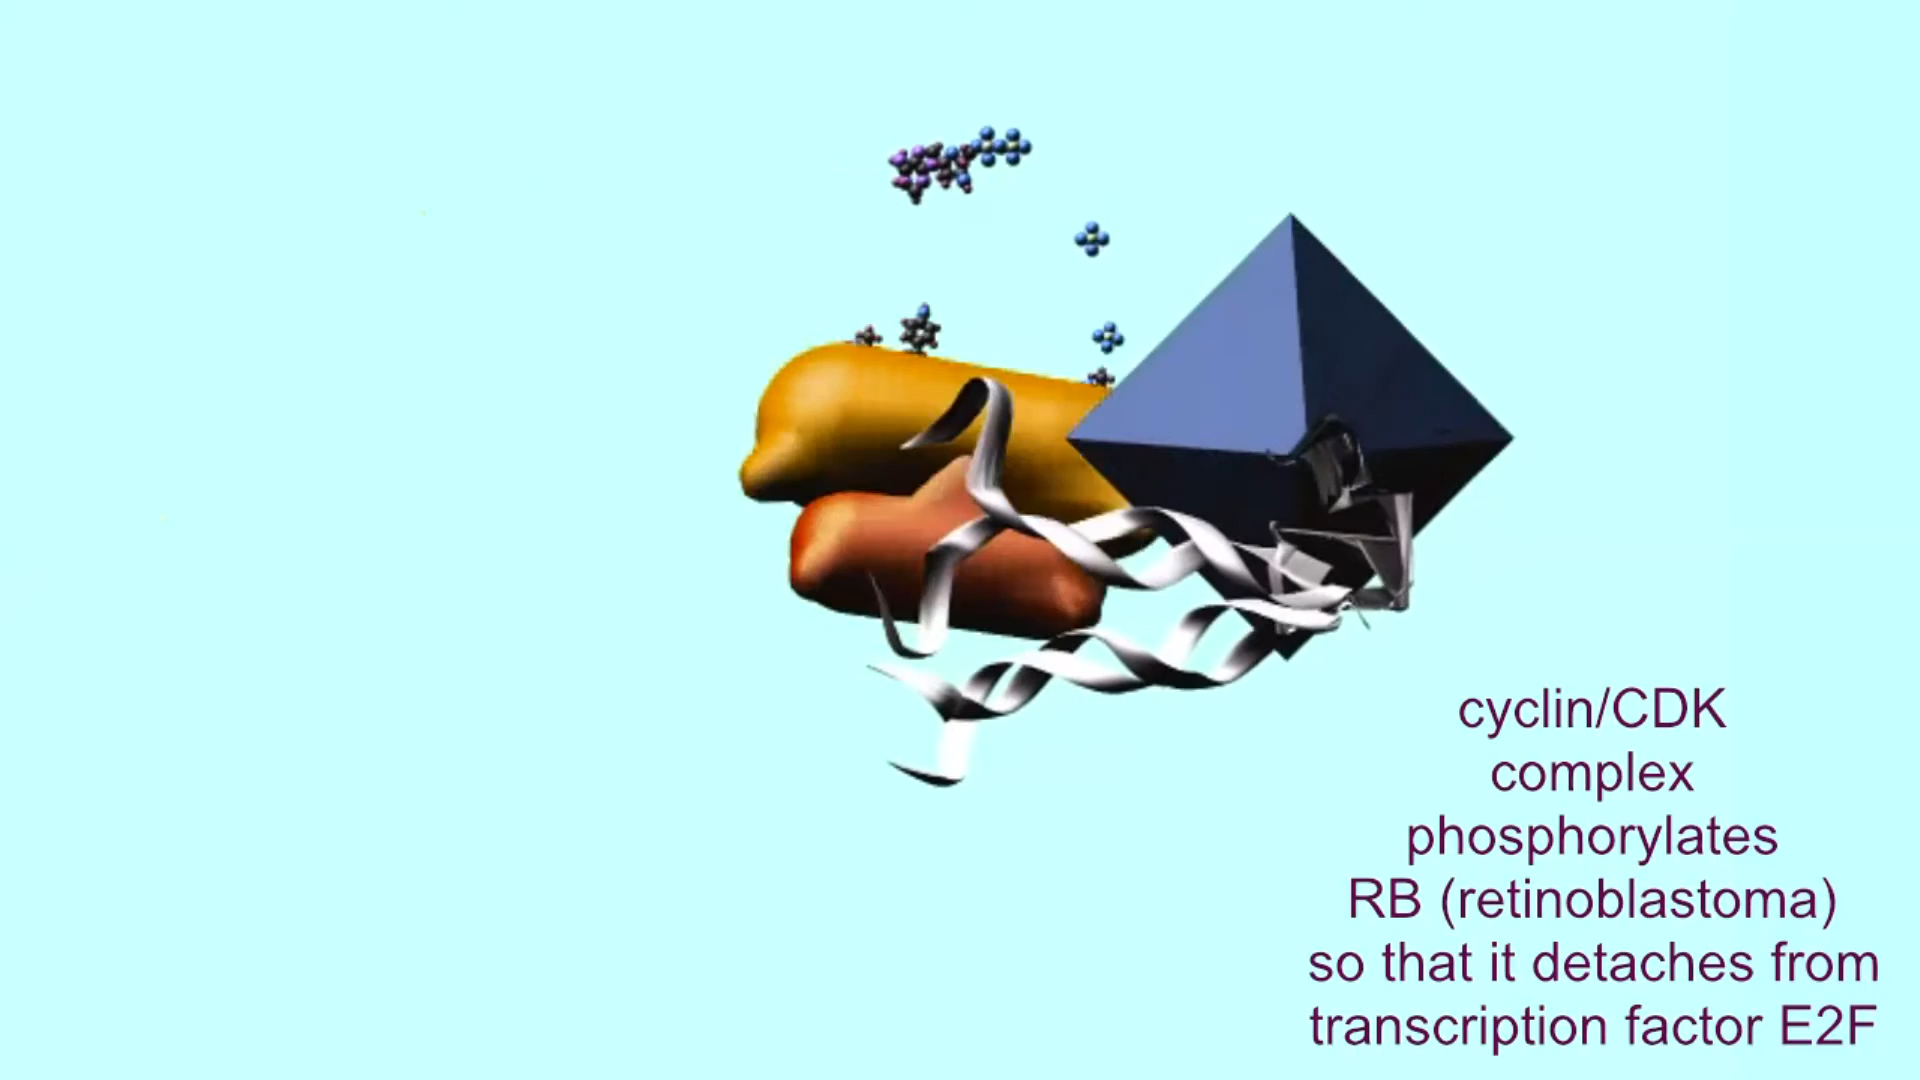 cyclin/CDK
complex
phosphorylates
RB (retinoblastoma)
so that it detaches from
transcription factor E2F